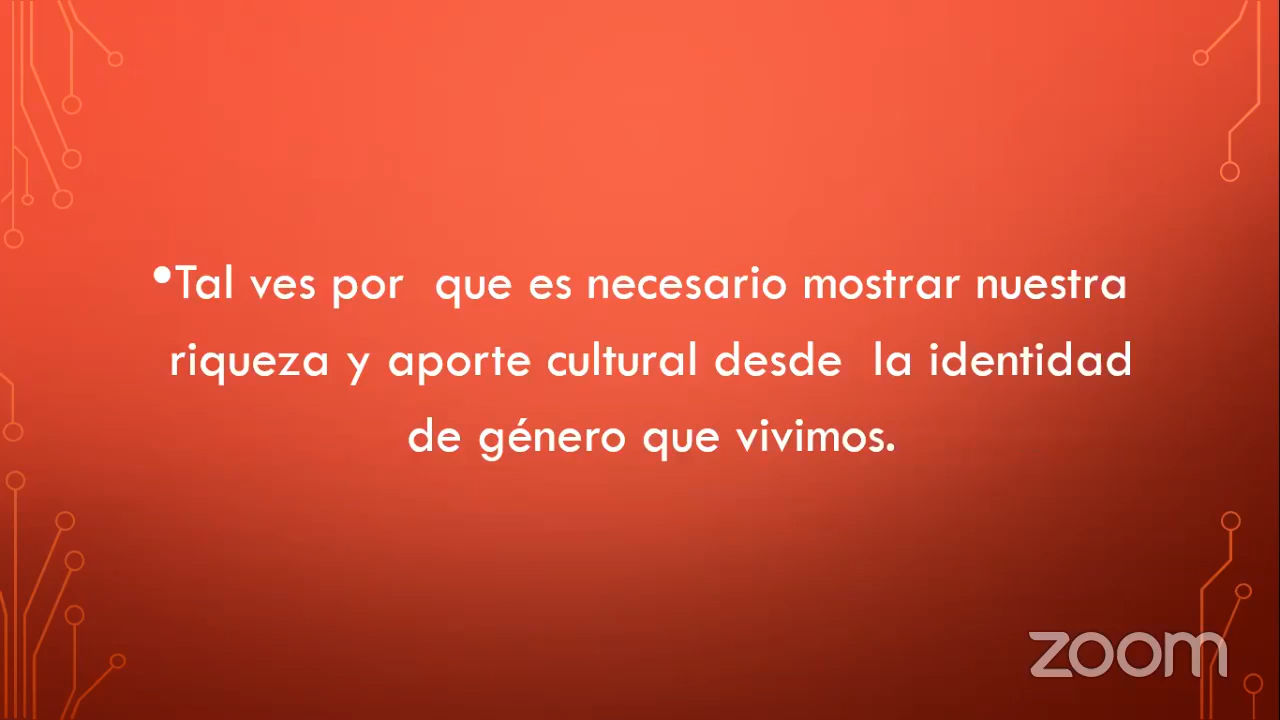 •Tal ves por  que es necesario mostrar nuestra
riqueza y aporte cultural desde  la identidad
de género que vivimos.
zoom